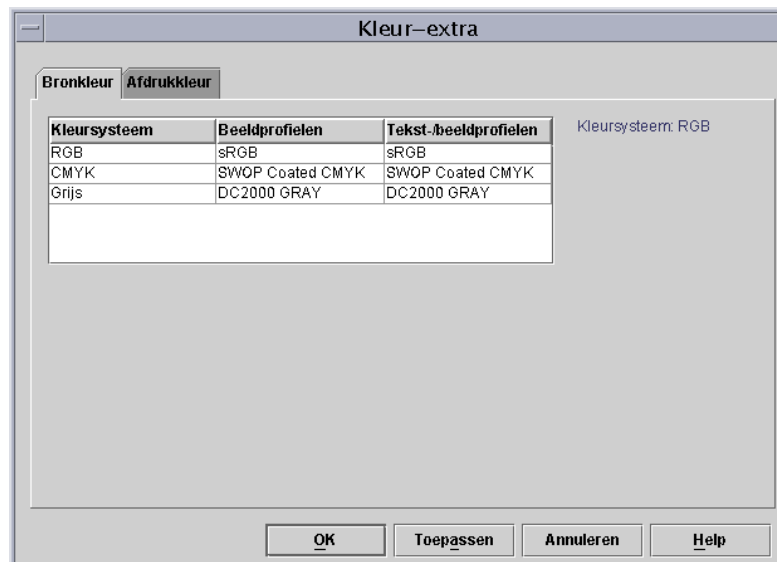 Kleur–extra
Bronkleur Afdrukkleur
Kleursysteem Beeldprofielen Tekst-/beeldprofielen
RGB sRGB sRGB
CMYK SWOP Coated CMYK SWOP Coated CMYK
Grijs DC2000 GRAY DC2000 GRAY
Kleursysteem: RGB
OK Toepassen Annuleren Help